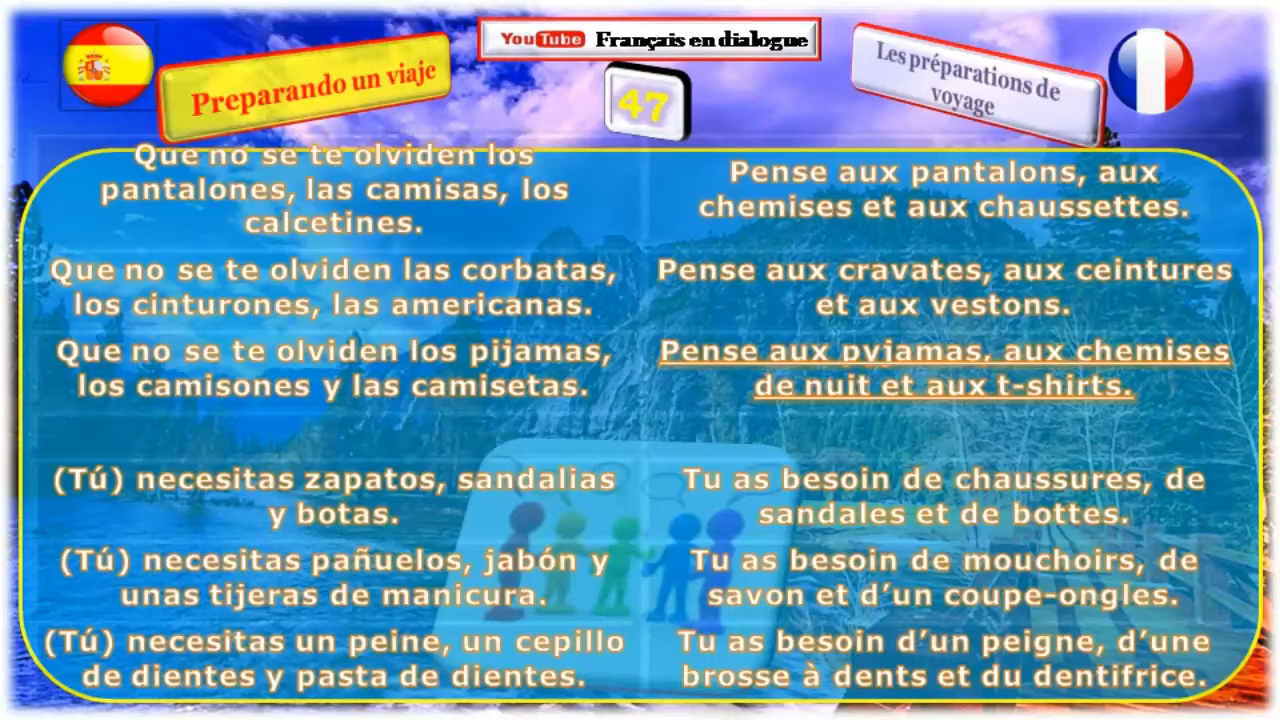 YouTube Français en dialogue
Preparando un viaje
47
Les préparations de
voyage
Que no se te olviden los
pantalones, las camisas, los
calcetines.
Pense aux pantalons, aux
chemises et aux chaussettes.
Que no se te olviden las corbatas,
los cinturones, las americanas.
Pense aux cravates, aux ceintures
et aux vestons.
Que no se te olviden los pijamas,
los camisones y las camisetas.
Pense aux pyjamas, aux chemises
de nuit et aux t-shirts.
(Tú) necesitas zapatos, sandalias
y botas.
Tu as besoin de chaussures, de
sandales et de bottes.
(Tú) necesitas pañuelos, jabón y
unas tijeras de manicura.
Tu as besoin de mouchoirs, de
savon et d’un coupe-ongles.
(Tú) necesitas un peine, un cepillo
de dientes y pasta de dientes.
Tu as besoin d’un peigne, d’une
brosse à dents et du dentifrice.